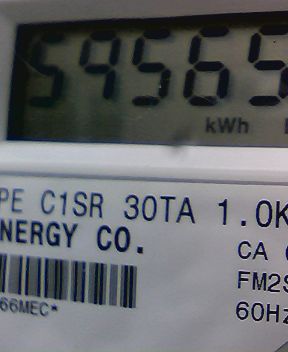 59565
kWh
PE C1SR 30TA 1.0K
NERGY CO.
CA
FM2S
66MEC*
60Hz